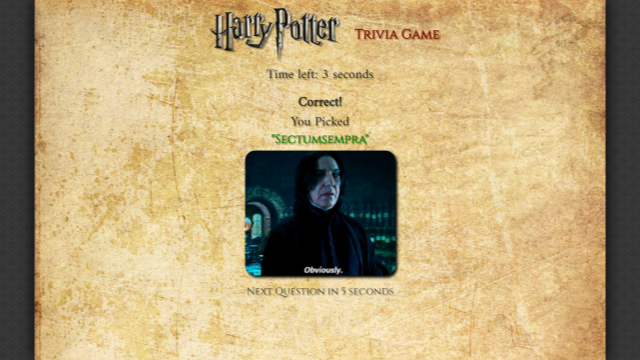 Harry Potter Trivia Game
Time left: 3 seconds
Correct!
You Picked
"Sectumsempra"
Obviously.
Next Question in 5 seconds